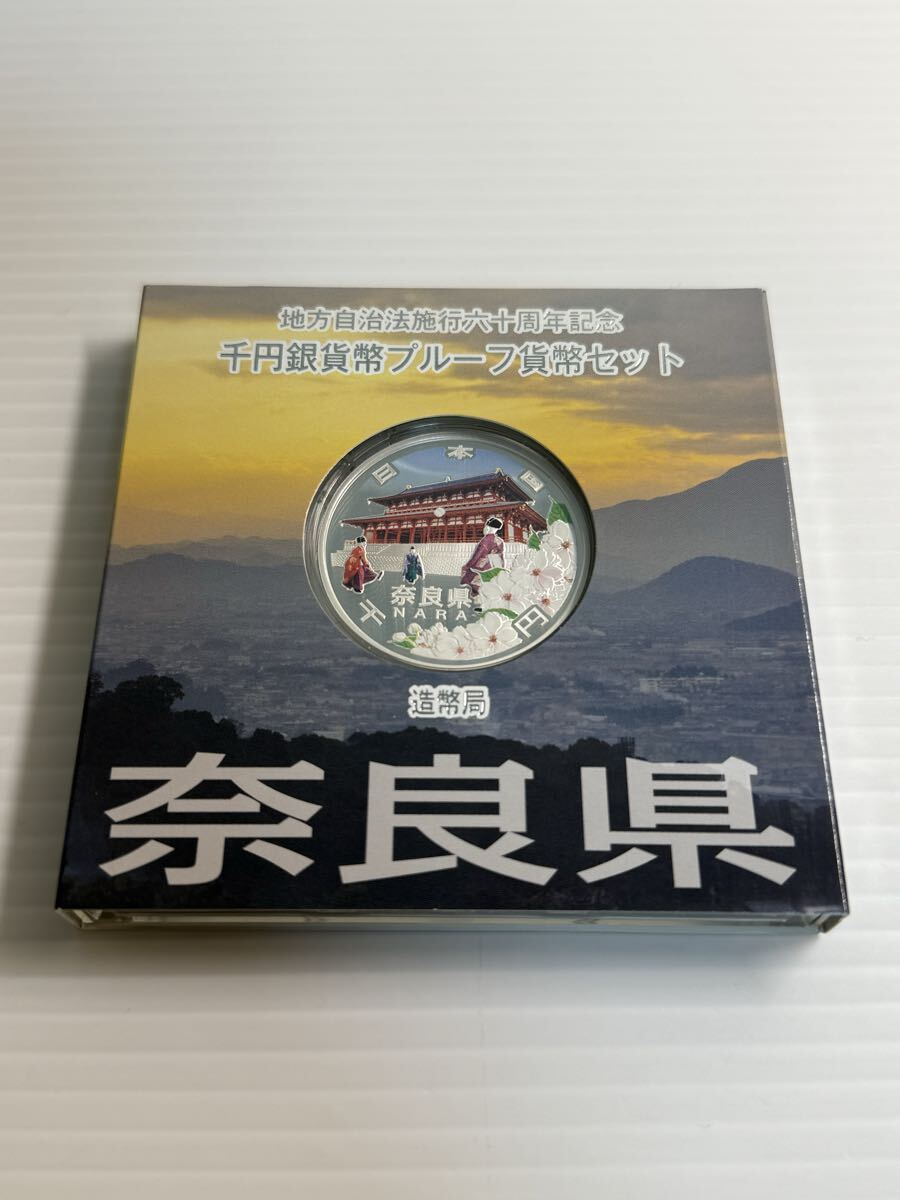 地方自治法施行六十周年記念
千円銀貨幣プルーフ貨幣セット
日本国
奈良県
NARA
千円
造幣局
奈良県